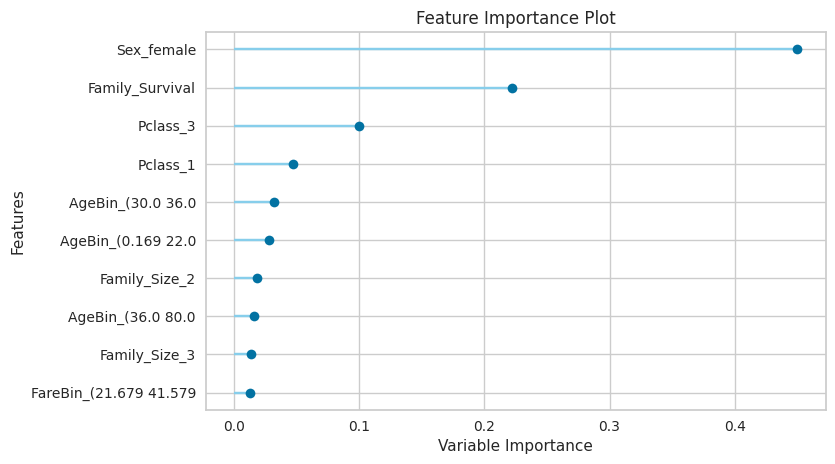 Feature Importance Plot
Sex_female
Family_Survival
Pclass_3
Pclass_1
AgeBin_(30.0 36.0
AgeBin_(0.169 22.0
Family_Size_2
AgeBin_(36.0 80.0
Family_Size_3
FareBin_(21.679 41.579
Features
0.0 0.1 0.2 0.3 0.4
Variable Importance